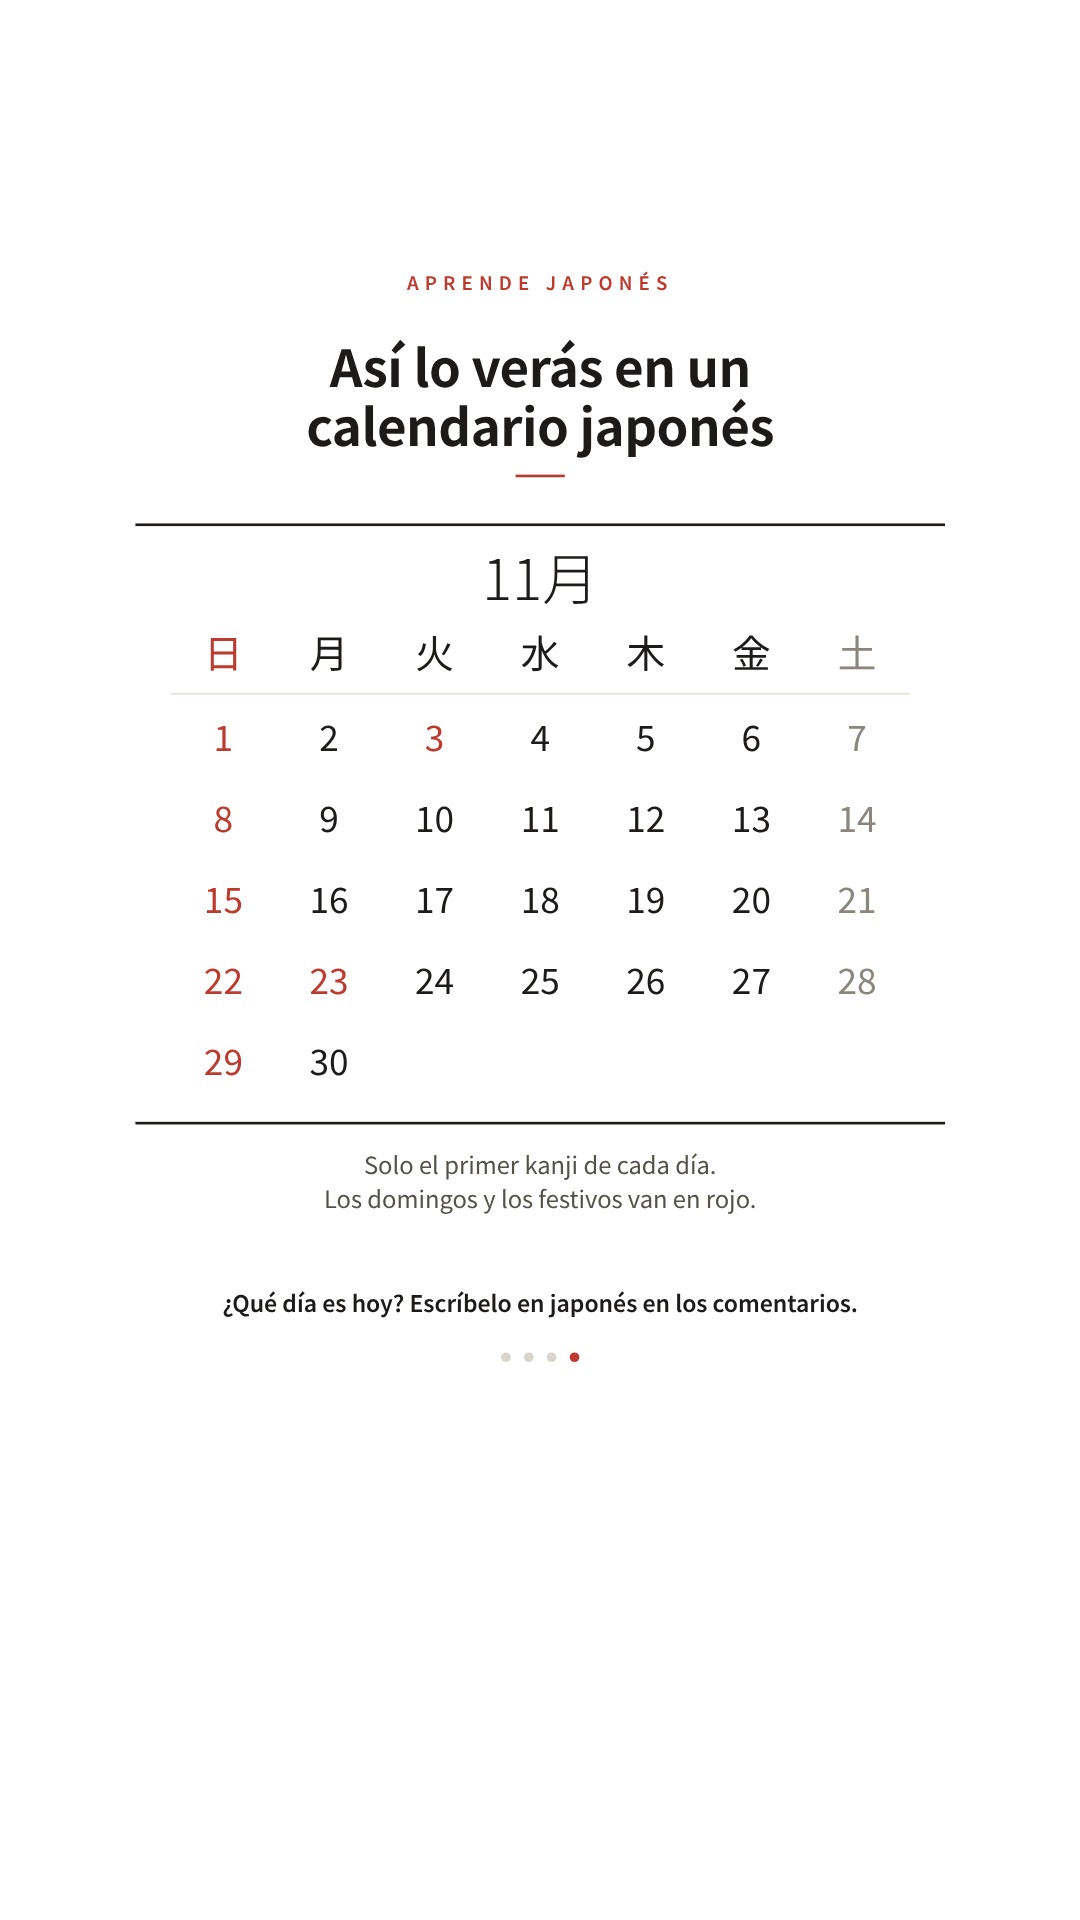 APRENDE JAPONÉS
Así lo verás en un
calendario japonés
11月
日 月 火 水 木 金 土
1 2 3 4 5 6 7
8 9 10 11 12 13 14
15 16 17 18 19 20 21
22 23 24 25 26 27 28
29 30
Solo el primer kanji de cada día.
Los domingos y los festivos van en rojo.
¿Qué día es hoy? Escríbelo en japonés en los comentarios.